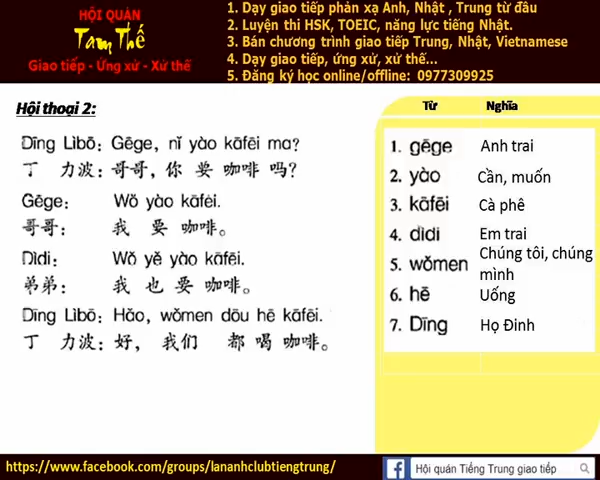 HỘI QUÁN
Tam Thế
Giao tiếp - Ứng xử - Xử thế
1. Dạy giao tiếp phản xạ Anh, Nhật , Trung từ đầu
2. Luyện thi HSK, TOEIC, năng lực tiếng Nhật.
3. Bán chương trình giao tiếp Trung, Nhật, Vietnamese
4. Dạy giao tiếp, ứng xử, xử thế...
5. Đăng ký học online/offline: 0977309925
Hội thoại 2:
Dīng Lìbō: Gēge, nǐ yào kāfēi ma?
丁 力波: 哥哥, 你 要 咖啡 吗?
Gēge: Wǒ yào kāfēi.
哥哥: 我 要 咖啡。
Dìdi: Wǒ yě yào kāfēi.
弟弟: 我 也 要 咖啡。
Dīng Lìbō: Hǎo, wǒmen dōu hē kāfēi.
丁 力波: 好, 我们 都 喝 咖啡。
Từ Nghĩa
1. gēge Anh trai
2. yào Cần, muốn
3. kāfēi Cà phê
4. dìdi Em trai
5. wǒmen Chúng tôi, chúng mình
6. hē Uống
7. Dīng Họ Đinh
https://www.facebook.com/groups/lananhclubtiengtrung/
Hội quán Tiếng Trung giao tiếp